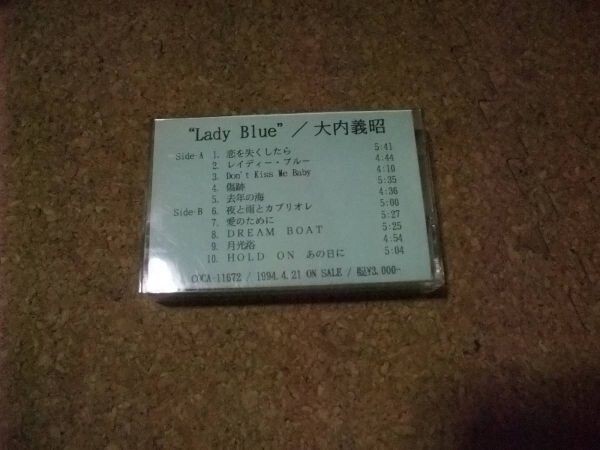 “Lady Blue” / 大内義昭
Side-A 1. 恋を失くしたら 5:41
2. レイディー・ブルー 4:44
3. Don't Kiss Me Baby 4:19
4. 傷跡 5:35
5. 去年の海 4:36
Side-B 6. 夜と雨とカブリオレ 5:00
7. 愛のために 5:27
8. DREAM BOAT 5:25
9. 月光浴 4:54
10. HOLD ON あの日に 5:04
COCA-11672 / 1994.4.21 ON SALE / 税込¥3,000-